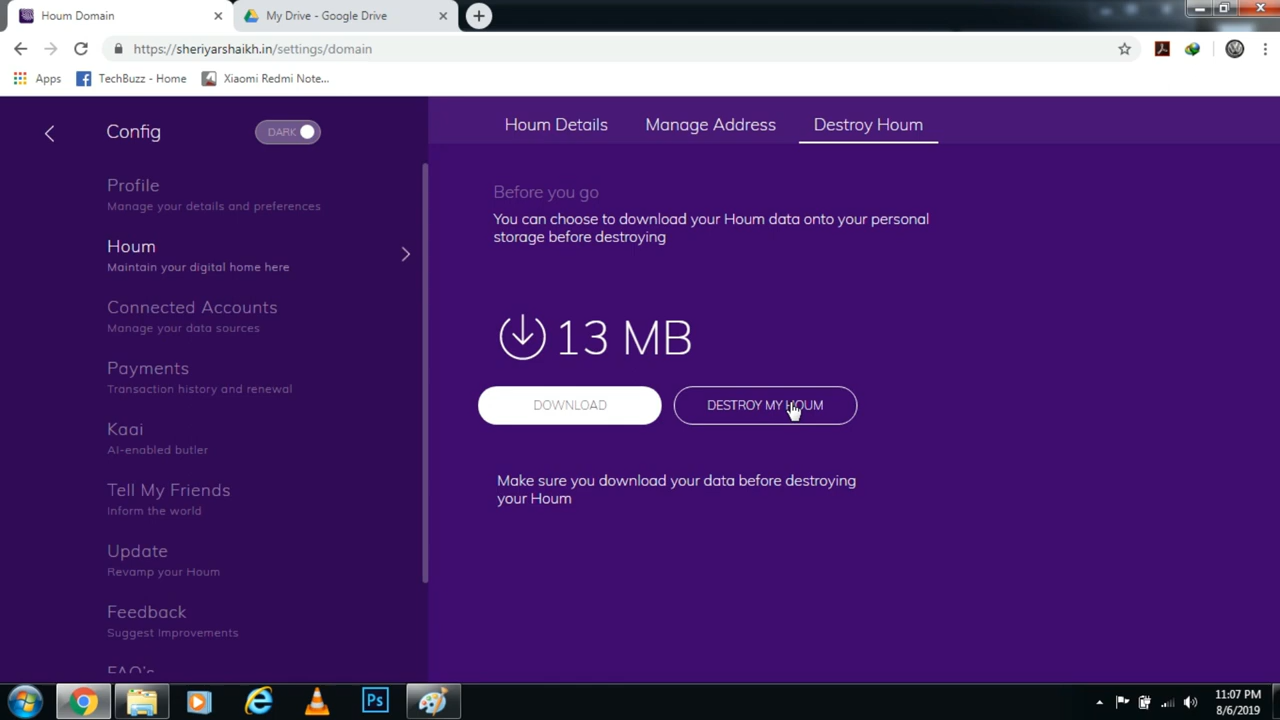 Houm Domain
My Drive - Google Drive
https://sheriyarshaikh.in/settings/domain
Apps
TechBuzz - Home
Xiaomi Redmi Note...
Config
DARK
Profile
Manage your details and preferences
Houm
Maintain your digital home here
Connected Accounts
Manage your data sources
Payments
Transaction history and renewal
Kaai
AI-enabled butler
Tell My Friends
Inform the world
Update
Revamp your Houm
Feedback
Suggest Improvements
FAQ's
Houm Details
Manage Address
Destroy Houm
Before you go
You can choose to download your Houm data onto your personal
storage before destroying
13 MB
DOWNLOAD
DESTROY MY HOUM
Make sure you download your data before destroying
your Houm
Ps
11:07 PM
8/6/2019